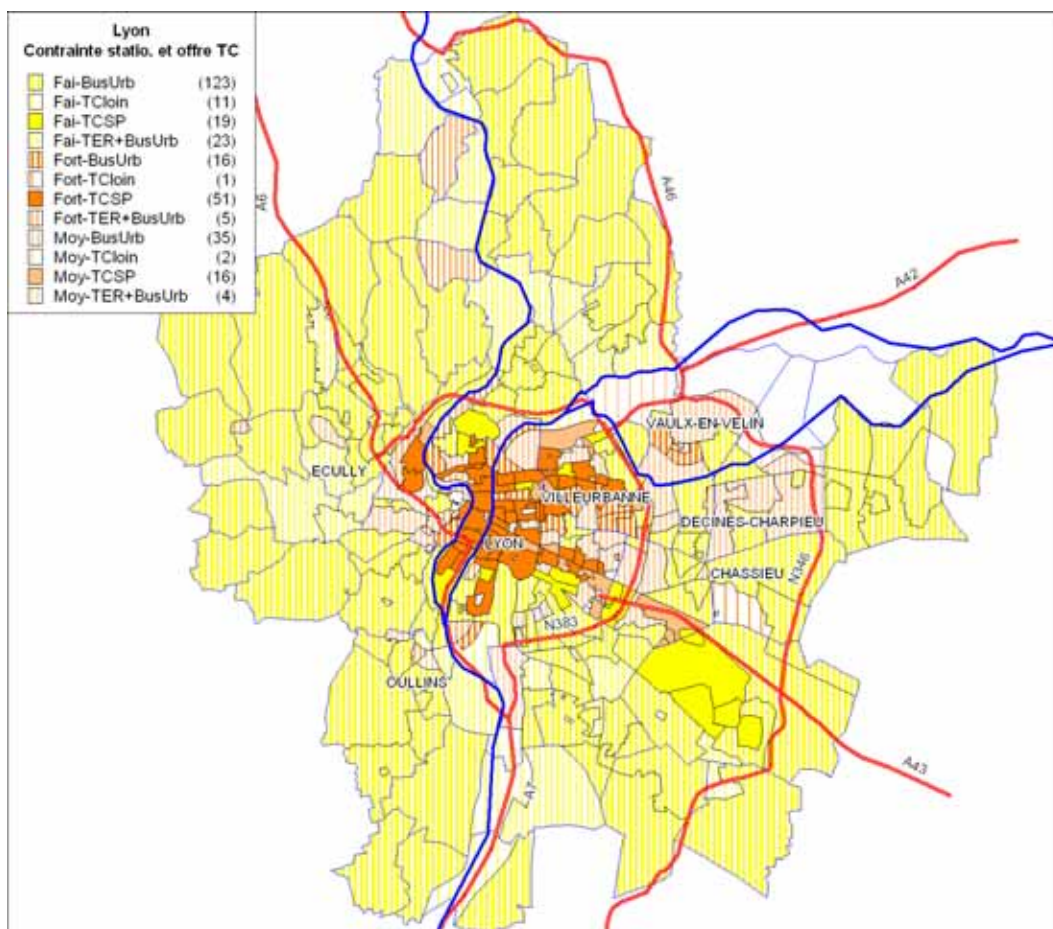 Lyon
Contrainte statio. et offre TC
Fai-BusUrb (123)
Fai-TCloin (11)
Fai-TCSP (19)
Fai-TER+BusUrb (23)
Fort-BusUrb (16)
Fort-TCloin (1)
Fort-TCSP (51)
Fort-TER+BusUrb (5)
Moy-BusUrb (35)
Moy-TCloin (2)
Moy-TCSP (16)
Moy-TER+BusUrb (4)
A6
A46
A42
VAULX-EN-VELIN
ECULLY
VILLEURBANNE
DECINES-CHARPIEU
LYON
CHASSIEU
N346
N383
OULLINS
A7
A43